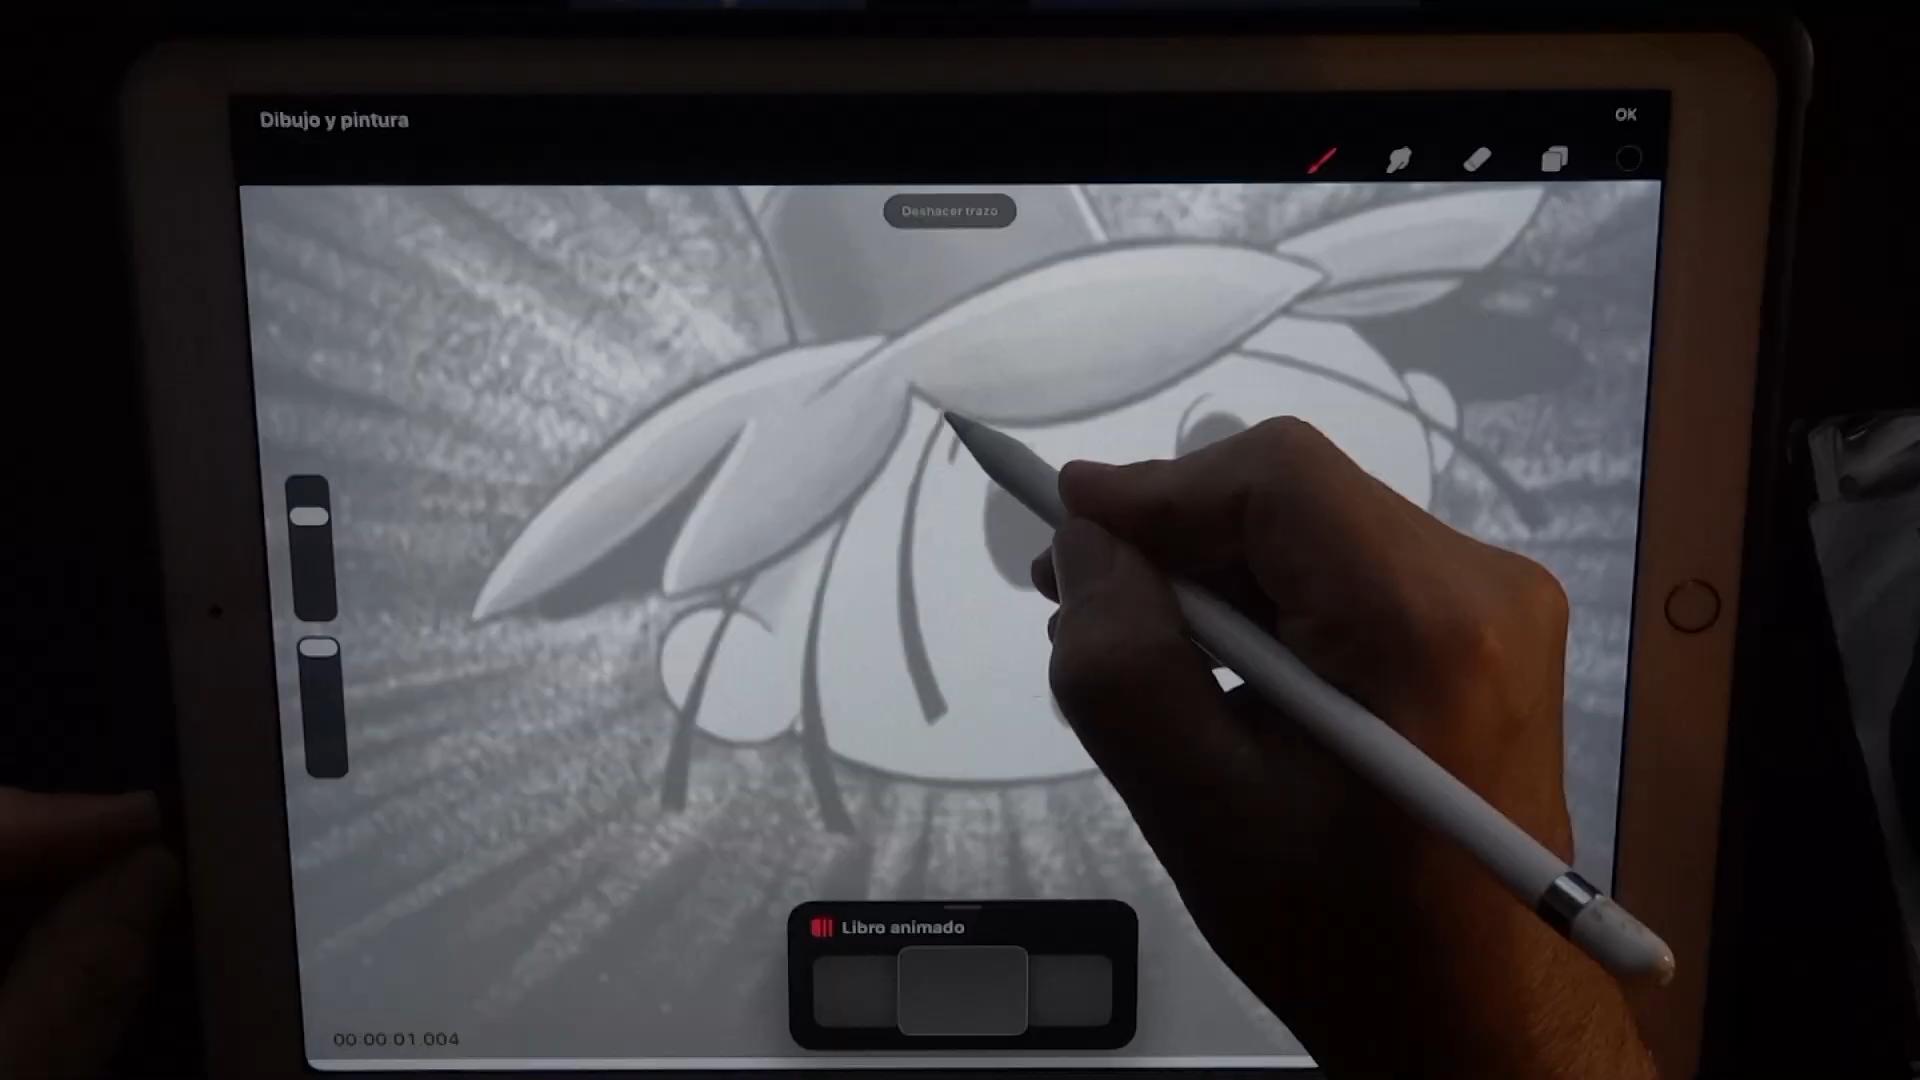 Dibujo y pintura
OK
Deshacer trazo
Libro animado
00:00:01.004